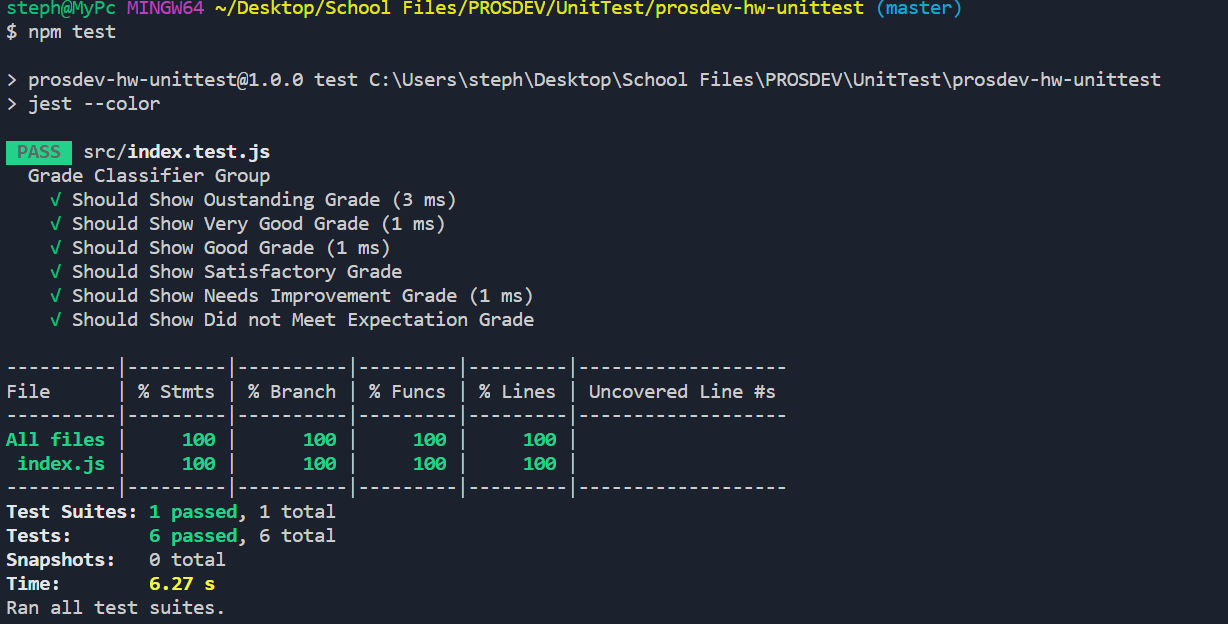 steph@MyPc MINGW64 ~/Desktop/School Files/PROSDEV/UnitTest/prosdev-hw-unittest (master)
$ npm test

> prosdev-hw-unittest@1.0.0 test C:\Users\steph\Desktop\School Files\PROSDEV\UnitTest\prosdev-hw-unittest
> jest --color

PASS src/index.test.js
  Grade Classifier Group
    √ Should Show Oustanding Grade (3 ms)
    √ Should Show Very Good Grade (1 ms)
    √ Should Show Good Grade (1 ms)
    √ Should Show Satisfactory Grade
    √ Should Show Needs Improvement Grade (1 ms)
    √ Should Show Did not Meet Expectation Grade

----------|---------|----------|---------|---------|-------------------
File      | % Stmts | % Branch | % Funcs | % Lines | Uncovered Line #s
----------|---------|----------|---------|---------|-------------------
All files |     100 |      100 |     100 |     100 |
 index.js |     100 |      100 |     100 |     100 |
----------|---------|----------|---------|---------|-------------------
Test Suites: 1 passed, 1 total
Tests:       6 passed, 6 total
Snapshots:   0 total
Time:        6.27 s
Ran all test suites.